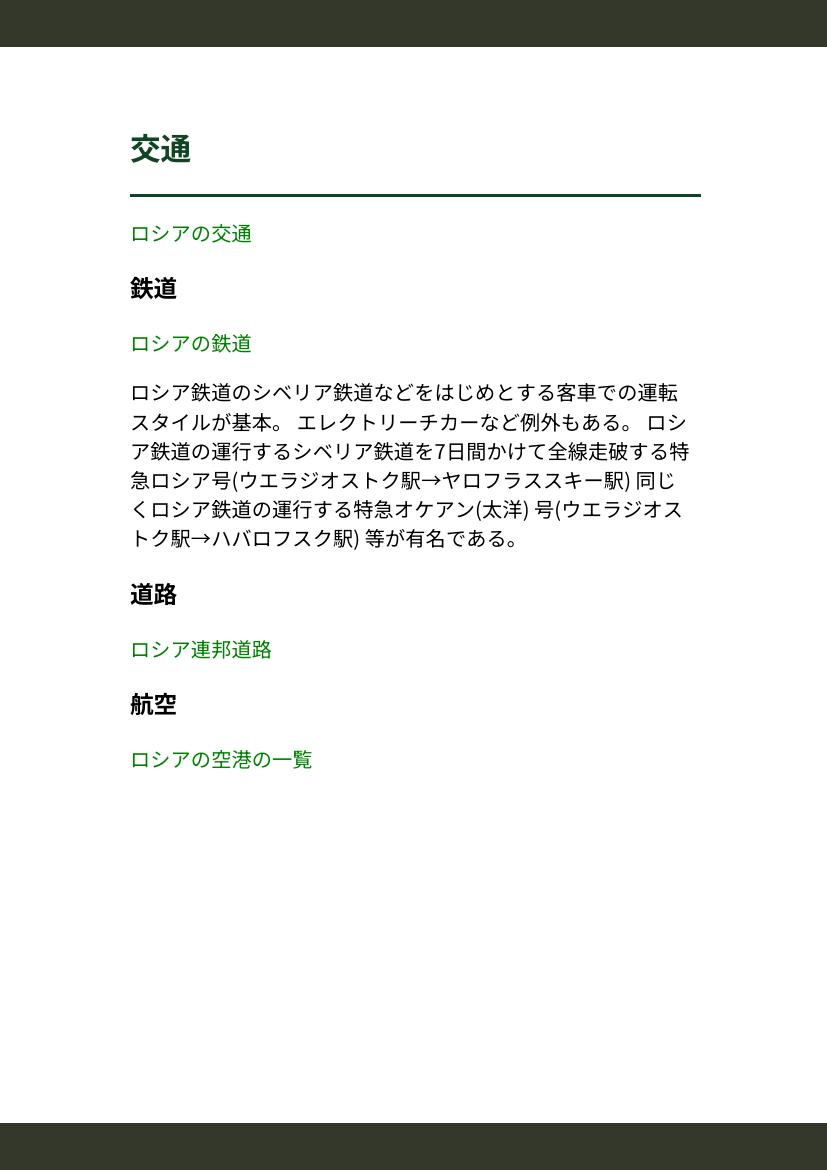 交通
ロシアの交通
鉄道
ロシアの鉄道
ロシア鉄道のシベリア鉄道などをはじめとする客車での運転
スタイルが基本。 エレクトリーチカーなど例外もある。 ロシ
ア鉄道の運行するシベリア鉄道を7日間かけて全線走破する特
急ロシア号(ウエラジオストク駅→ヤロフラススキー駅) 同じ
くロシア鉄道の運行する特急オケアン(太洋) 号(ウエラジオス
トク駅→ハバロフスク駅) 等が有名である。
道路
ロシア連邦道路
航空
ロシアの空港の一覧